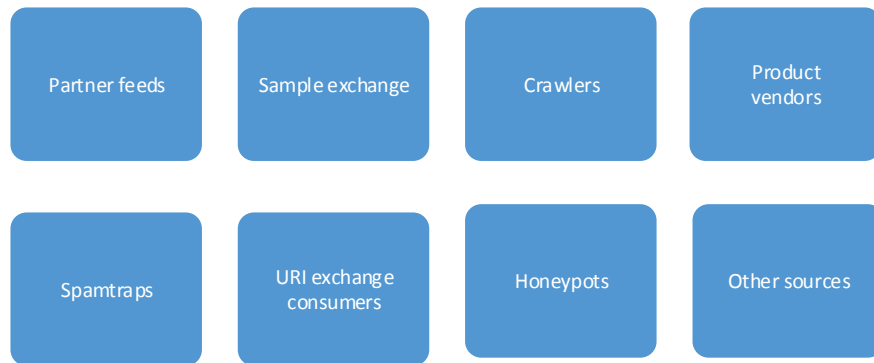 Partner feeds
Sample exchange
Crawlers
Product
vendors
Spamtraps
URI exchange
consumers
Honeypots
Other sources